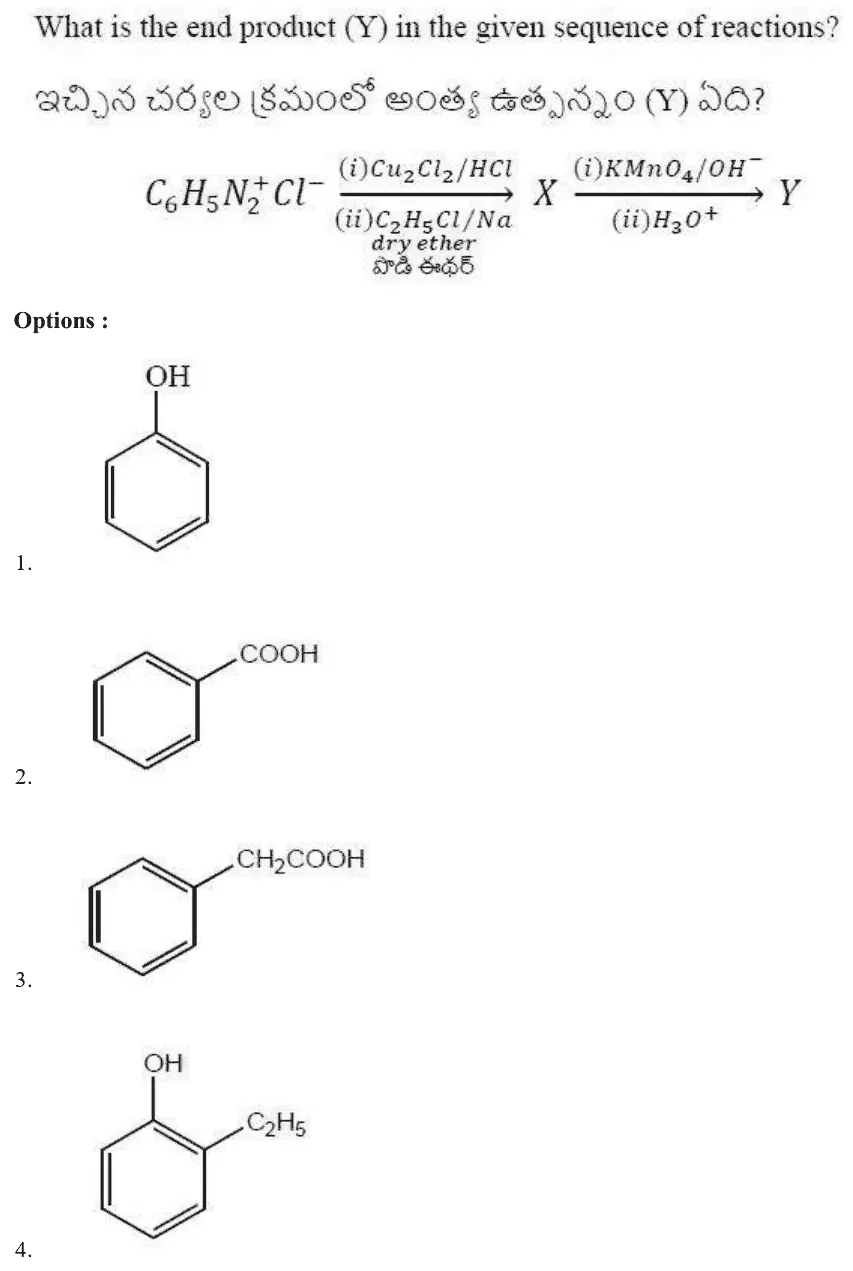 What is the end product (Y) in the given sequence of reactions?
ఇచ్చిన చర్యల క్రమంలో అంత్య ఉత్పన్నం (Y) ఏది?
C₆H₅N₂⁺Cl⁻ (i)Cu₂Cl₂/HCl (ii)C₂H₅Cl/Na dry ether పొడి ఈథర్ X (i)KMnO₄/OH⁻ (ii)H₃O⁺ Y
Options :
OH
1.
COOH
2.
CH₂COOH
3.
OH
C₂H₅
4.